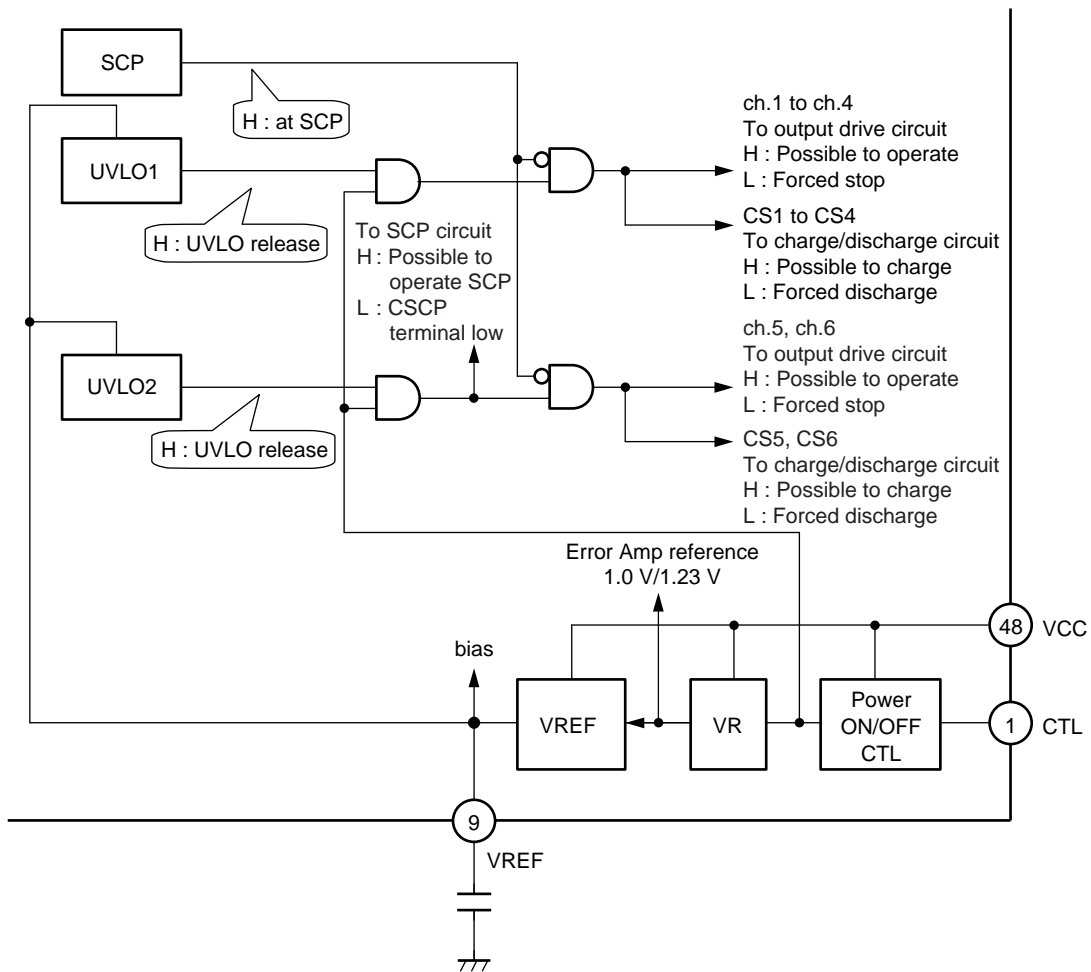 SCP
H : at SCP
UVLO1
H : UVLO release
ch.1 to ch.4
To output drive circuit
H : Possible to operate
L : Forced stop
CS1 to CS4
To charge/discharge circuit
H : Possible to charge
L : Forced discharge
To SCP circuit
H : Possible to
operate SCP
L : CSCP
terminal low
UVLO2
H : UVLO release
ch.5, ch.6
To output drive circuit
H : Possible to operate
L : Forced stop
CS5, CS6
To charge/discharge circuit
H : Possible to charge
L : Forced discharge
Error Amp reference
1.0 V/1.23 V
48
VCC
bias
VREF
VR
Power
ON/OFF
CTL
1
CTL
9
VREF